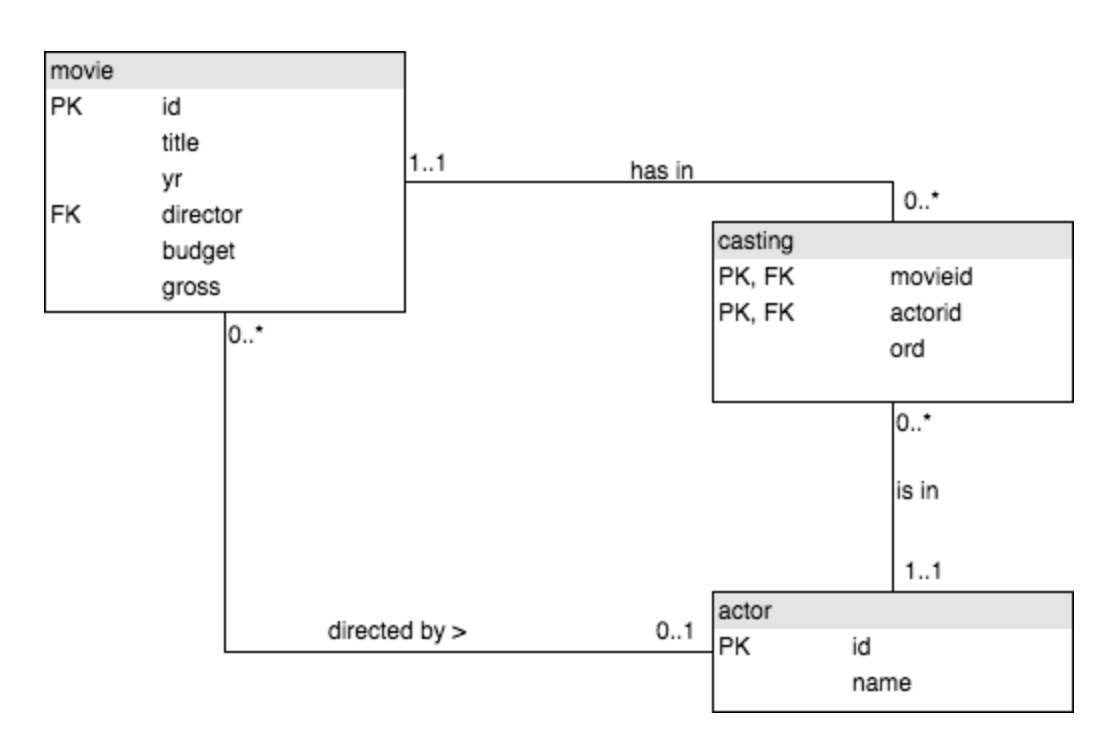 movie
PK id
title
yr
FK director
budget
gross
1..1
has in
0..*
casting
PK, FK movieid
PK, FK actorid
ord
0..*
0..*
is in
1..1
directed by >
0..1
actor
PK id
name